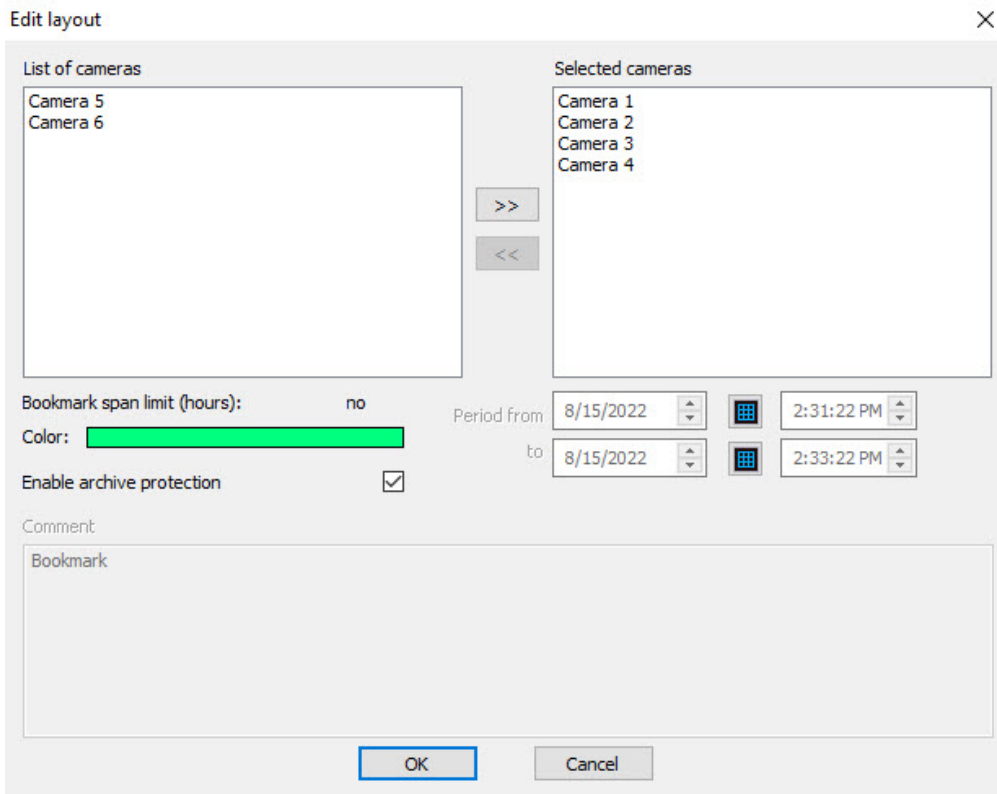 Edit layout
List of cameras
Selected cameras
Camera 5
Camera 6
Camera 1
Camera 2
Camera 3
Camera 4
>>
<<
Bookmark span limit (hours): no
Color:
Enable archive protection
Period from 8/15/2022 2:31:22 PM
to 8/15/2022 2:33:22 PM
Comment
Bookmark
OK
Cancel